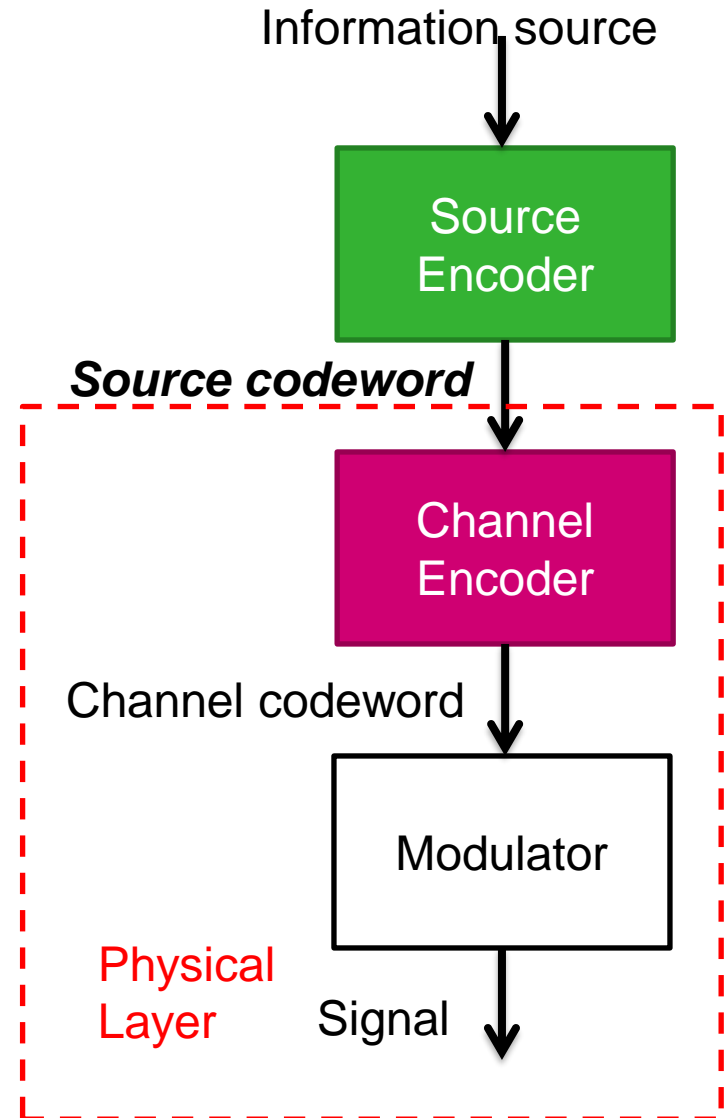 Information source
Source
Encoder
Source codeword
Channel
Encoder
Channel codeword
Modulator
Physical
Layer
Signal